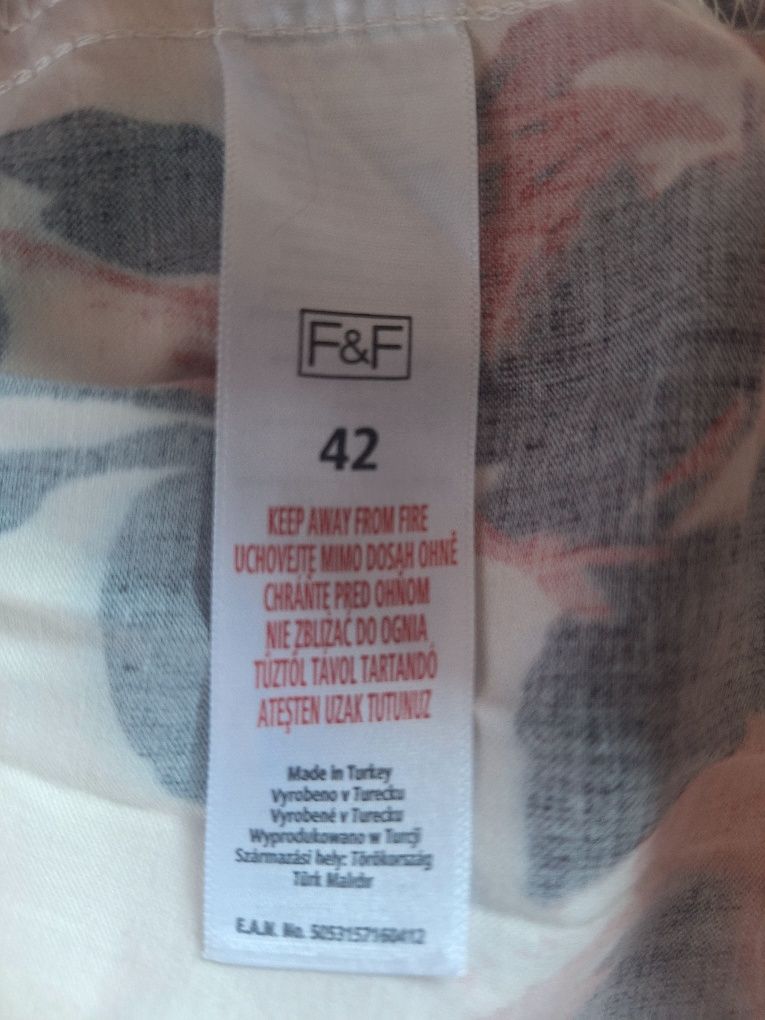 F&F
42
KEEP AWAY FROM FIRE
UCHOVEJTE MIMO DOSAH OHNĚ
CHRÁŇTE PRED OHŇOM
NIE ZBLIŻAĆ DO OGNIA
TŰZTŐL TÁVOL TARTANDÓ
ATEŞTEN UZAK TUTUNUZ
Made in Turkey
Vyrobeno v Turecku
Vyrobené v Turecku
Wyprodukowano w Turcji
Származási hely: Törökország
Türk Malıdır
E.A.N. No. 5053157160412